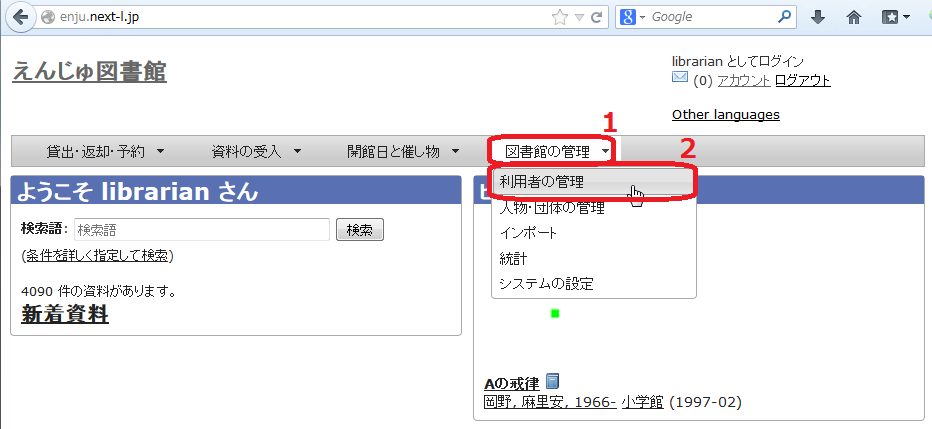 enju.next-l.jp
Google
えんじゅ図書館
librarian としてログイン
(0) アカウント ログアウト
Other languages
1
貸出・返却・予約 資料の受入 開館日と催し物 図書館の管理
2
ようこそ librarian さん
利用者の管理
人物・団体の管理
インポート
統計
システムの設定
検索語: 検索語 検索
(条件を詳しく指定して検索)
4090 件の資料があります。
新着資料
Aの戒律
岡野, 麻里安, 1966- 小学館 (1997-02)